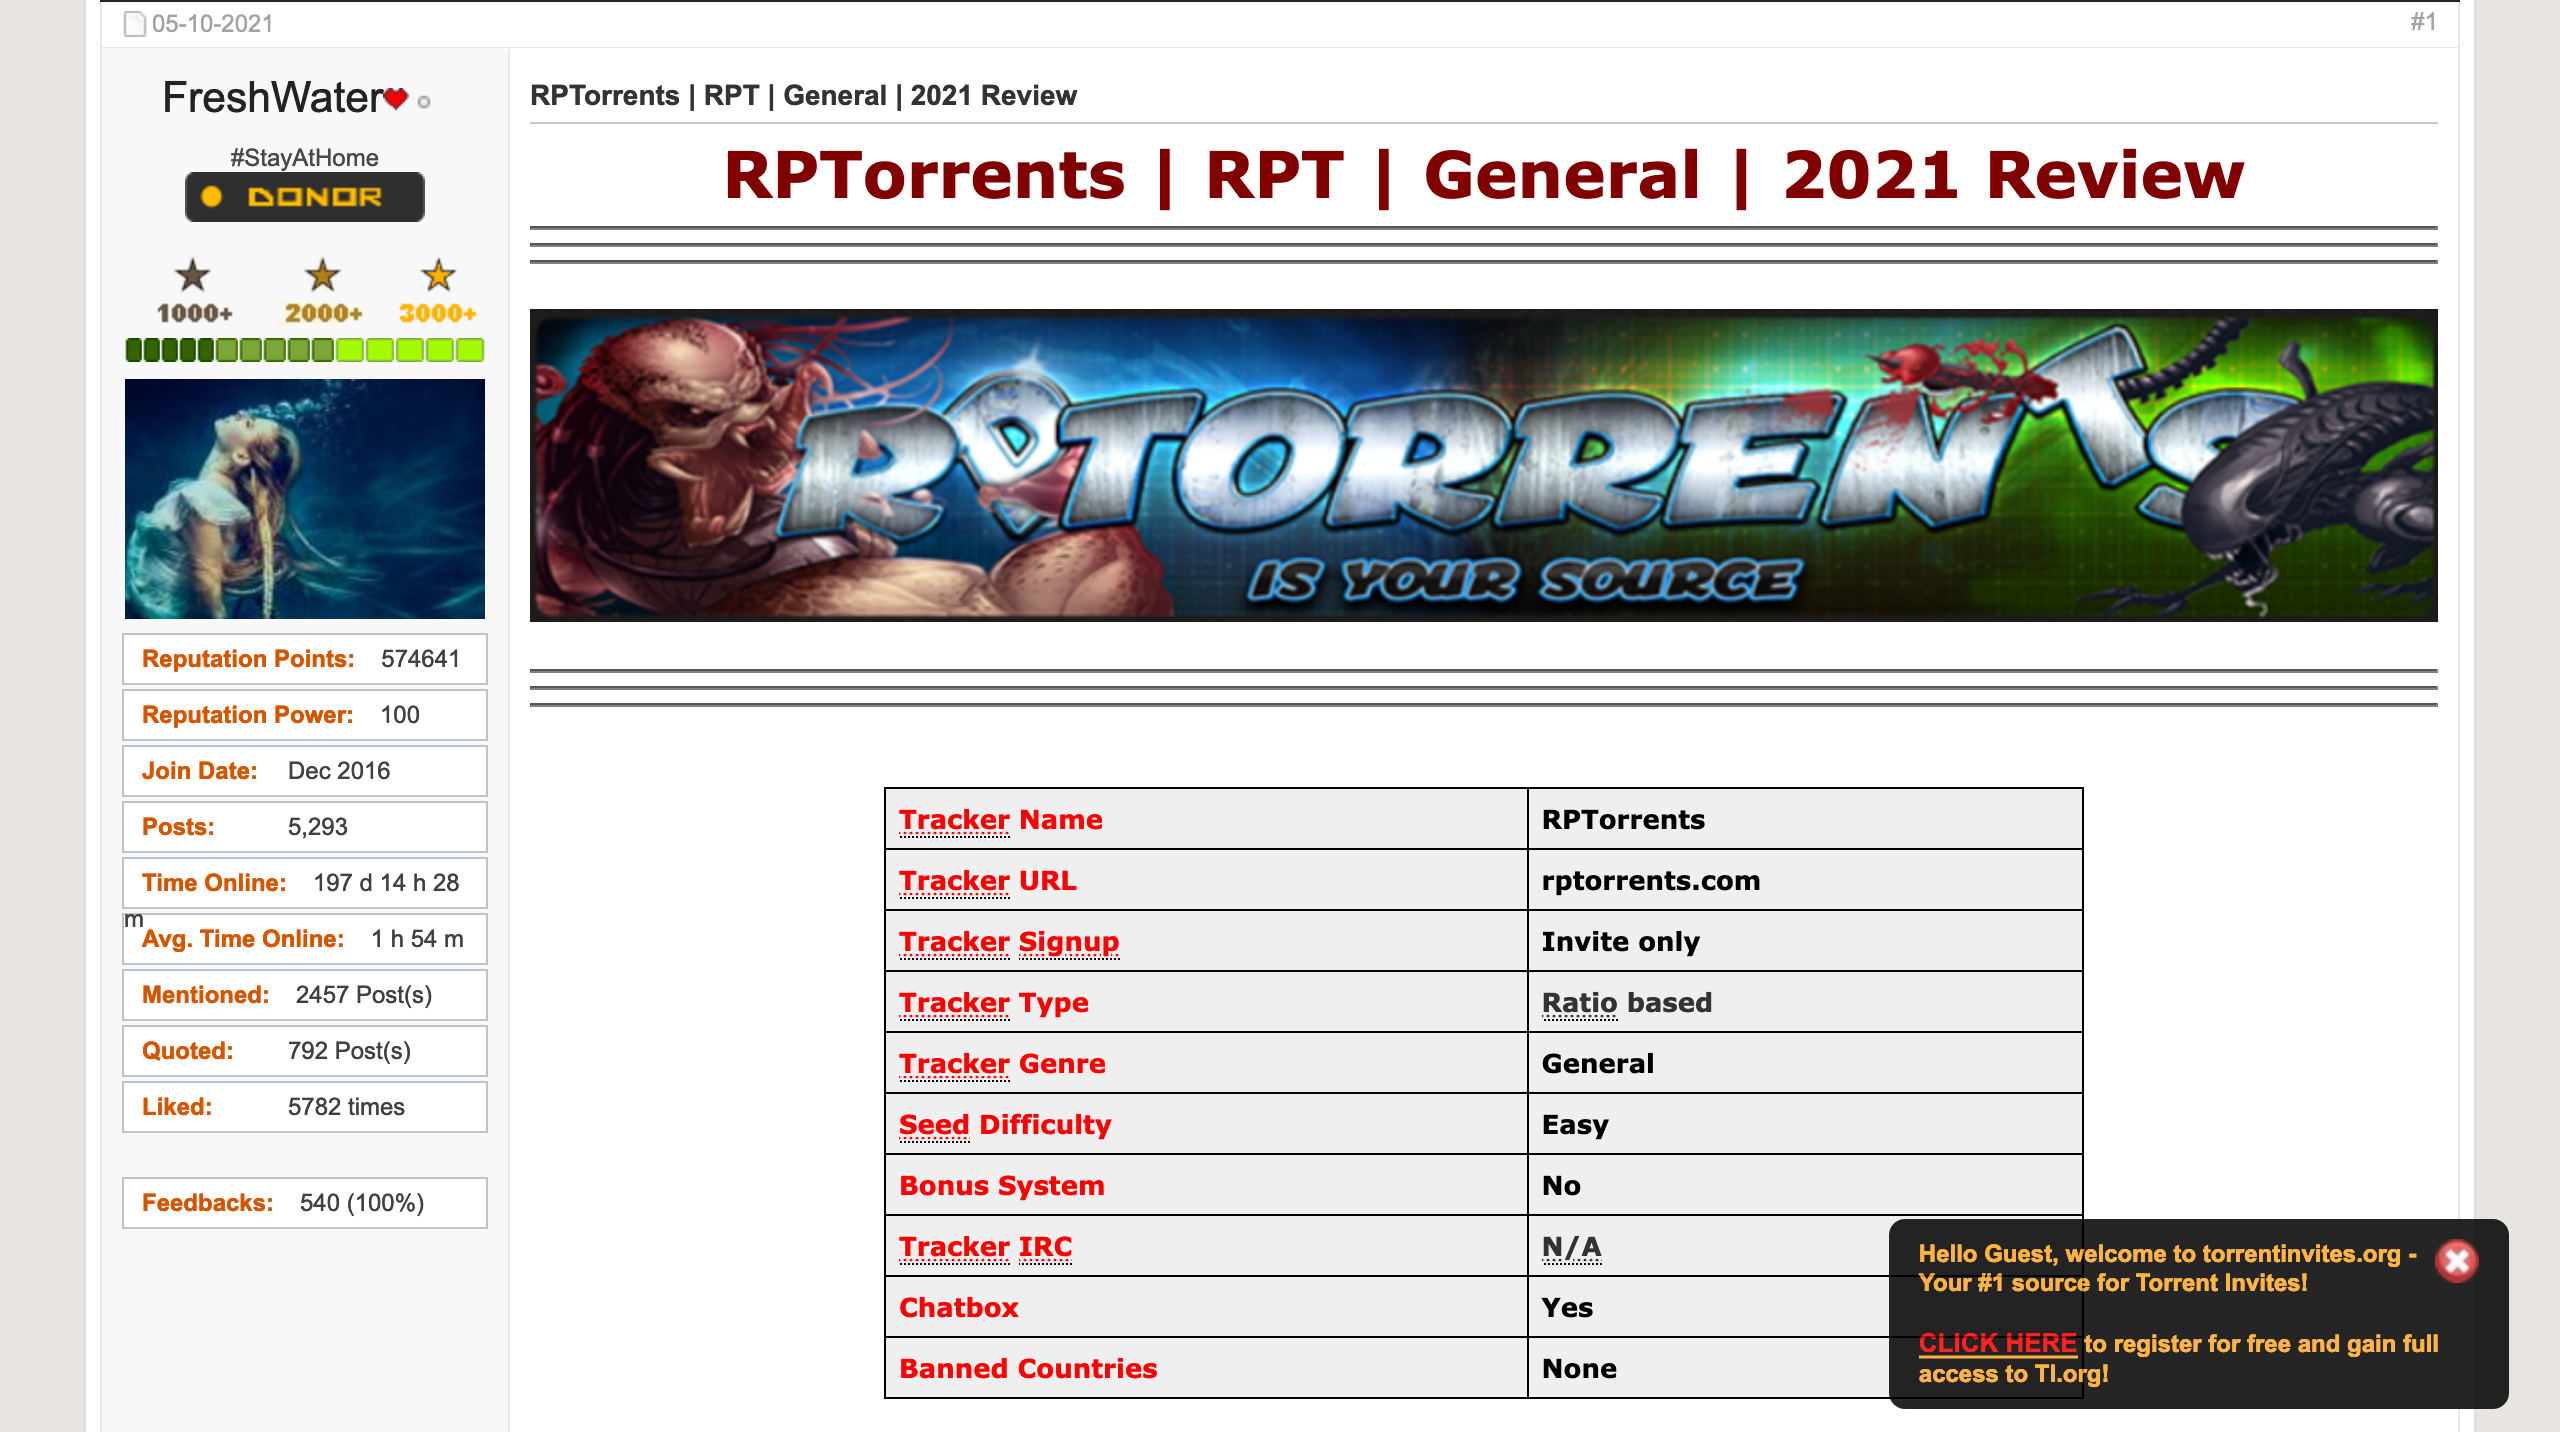 05-10-2021
#1
FreshWater
#StayAtHome
DONOR
1000+ 2000+ 3000+
Reputation Points: 574641
Reputation Power: 100
Join Date: Dec 2016
Posts: 5,293
Time Online: 197 d 14 h 28
m
Avg. Time Online: 1 h 54 m
Mentioned: 2457 Post(s)
Quoted: 792 Post(s)
Liked: 5782 times
Feedbacks: 540 (100%)
RPTorrents | RPT | General | 2021 Review
RPTorrents | RPT | General | 2021 Review
RPTORRENTS
IS YOUR SOURCE
Tracker Name RPTorrents
Tracker URL rptorrents.com
Tracker Signup Invite only
Tracker Type Ratio based
Tracker Genre General
Seed Difficulty Easy
Bonus System No
Tracker IRC N/A
Chatbox Yes
Banned Countries None
Hello Guest, welcome to torrentinvites.org -
Your #1 source for Torrent Invites!
CLICK HERE to register for free and gain full
access to TI.org!